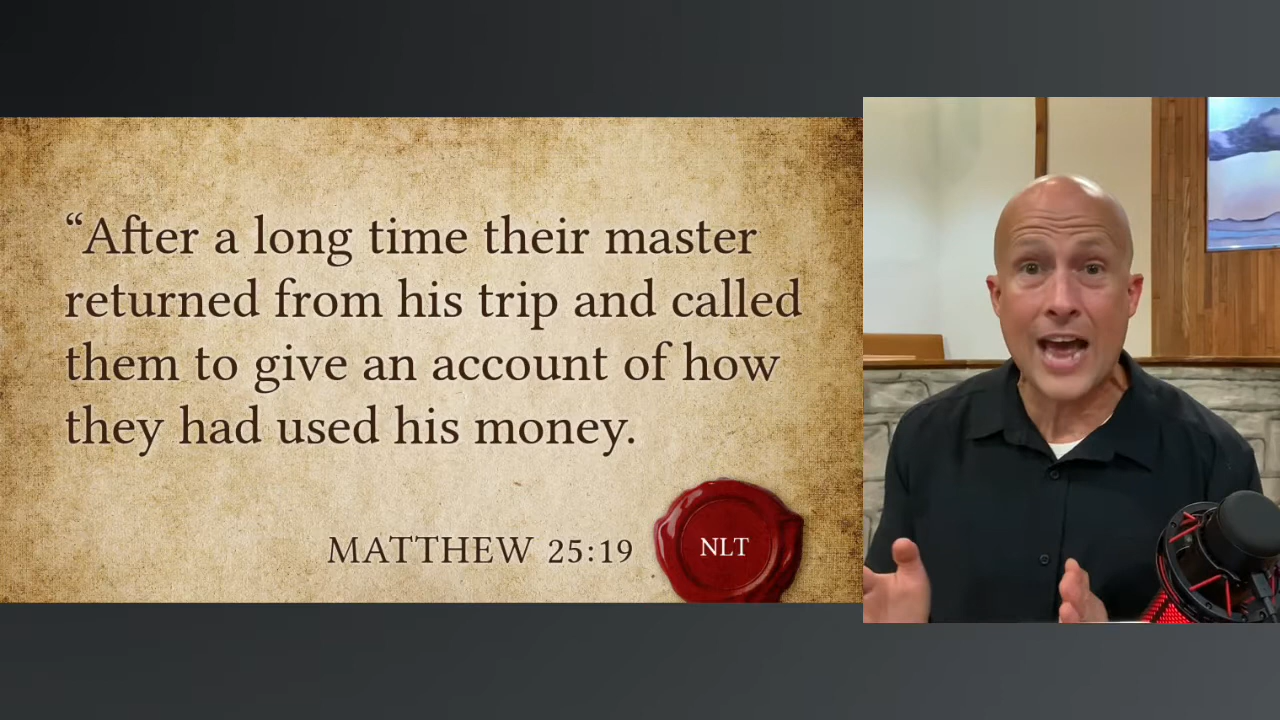 “After a long time their master
returned from his trip and called
them to give an account of how
they had used his money.
MATTHEW 25:19
NLT